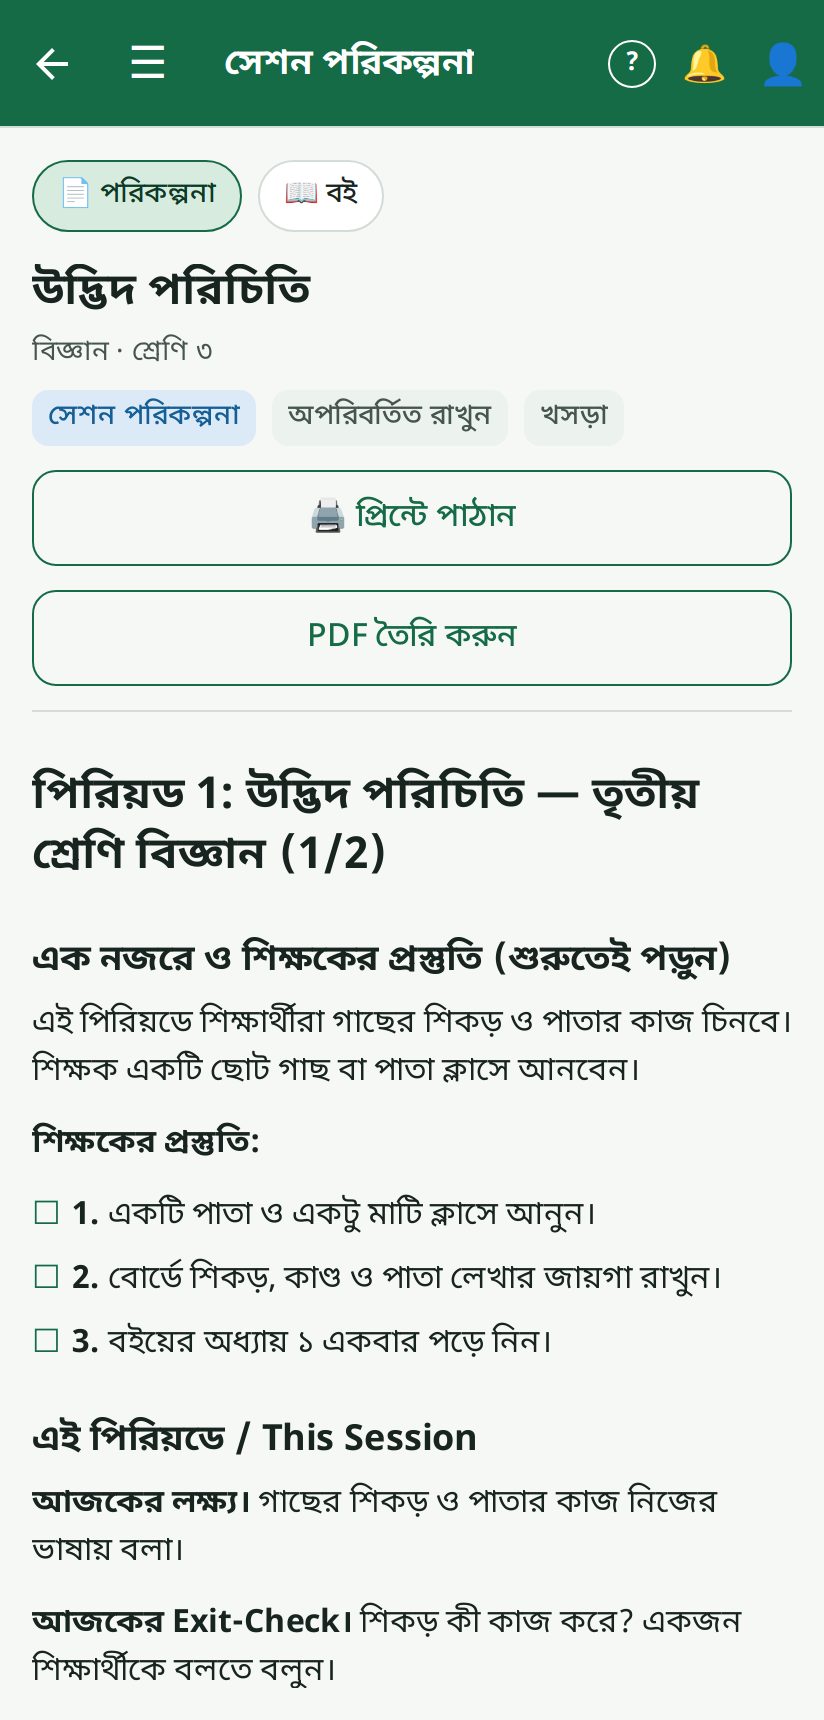 সেশন পরিকল্পনা
?
পরিকল্পনা
বই
উদ্ভিদ পরিচিতি
বিজ্ঞান · শ্রেণি ৩
সেশন পরিকল্পনা অপরিবর্তিত রাখুন খসড়া
প্রিন্টে পাঠান
PDF তৈরি করুন
পিরিয়ড 1: উদ্ভিদ পরিচিতি — তৃতীয়
শ্রেণি বিজ্ঞান (1/2)
এক নজরে ও শিক্ষকের প্রস্তুতি (শুরুতেই পড়ুন)
এই পিরিয়ডে শিক্ষার্থীরা গাছের শিকড় ও পাতার কাজ চিনবে।
শিক্ষক একটি ছোট গাছ বা পাতা ক্লাসে আনবেন।
শিক্ষকের প্রস্তুতি:
☐ 1. একটি পাতা ও একটু মাটি ক্লাসে আনুন।
☐ 2. বোর্ডে শিকড়, কাণ্ড ও পাতা লেখার জায়গা রাখুন।
☐ 3. বইয়ের অধ্যায় ১ একবার পড়ে নিন।
এই পিরিয়ডে / This Session
আজকের লক্ষ্য। গাছের শিকড় ও পাতার কাজ নিজের
ভাষায় বলা।
আজকের Exit-Check। শিকড় কী কাজ করে? একজন
শিক্ষার্থীকে বলতে বলুন।